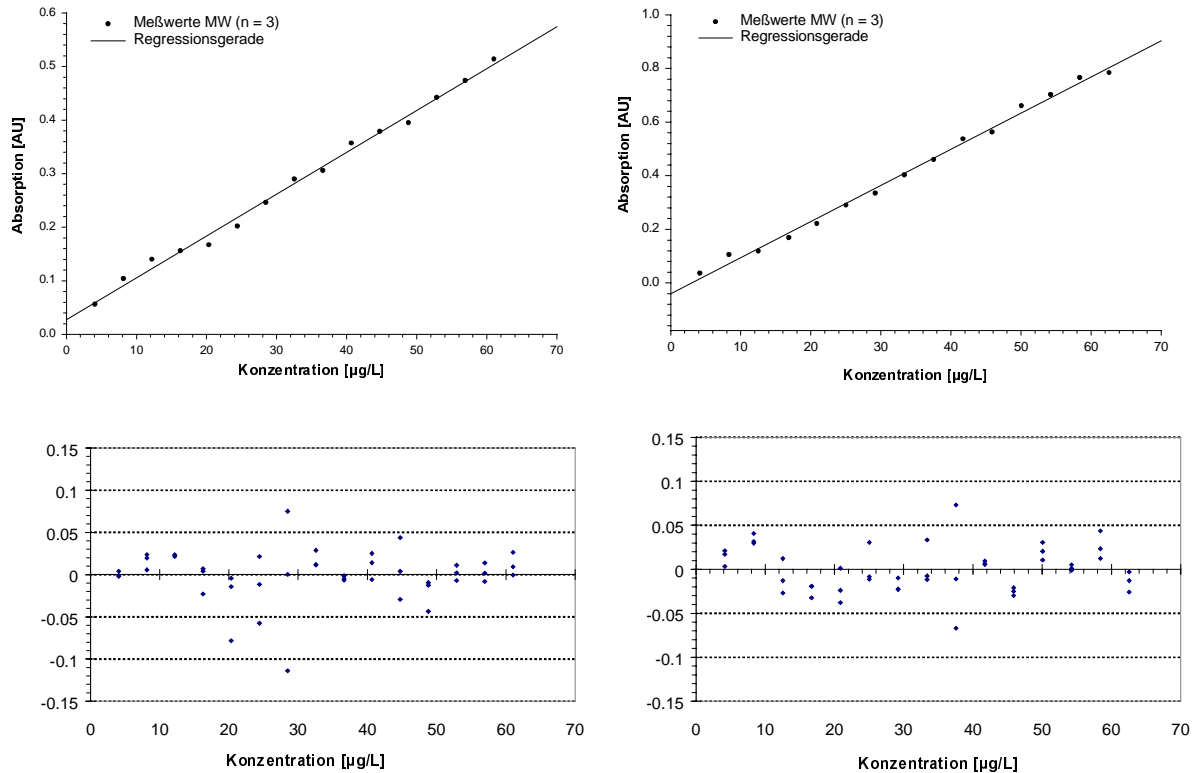 0.6
0.5
0.4
0.3
0.2
0.1
0.0
Absorption [AU]
Meßwerte MW (n = 3)
Regressionsgerade
0 10 20 30 40 50 60 70
Konzentration [µg/L]
1.0
0.8
0.6
0.4
0.2
0.0
Absorption [AU]
Meßwerte MW (n = 3)
Regressionsgerade
0 10 20 30 40 50 60 70
Konzentration [µg/L]
0.15
0.1
0.05
0
-0.05
-0.1
-0.15
0 10 20 30 40 50 60 70
Konzentration [µg/L]
0.15
0.1
0.05
0
-0.05
-0.1
-0.15
0 10 20 30 40 50 60 70
Konzentration [µg/L]